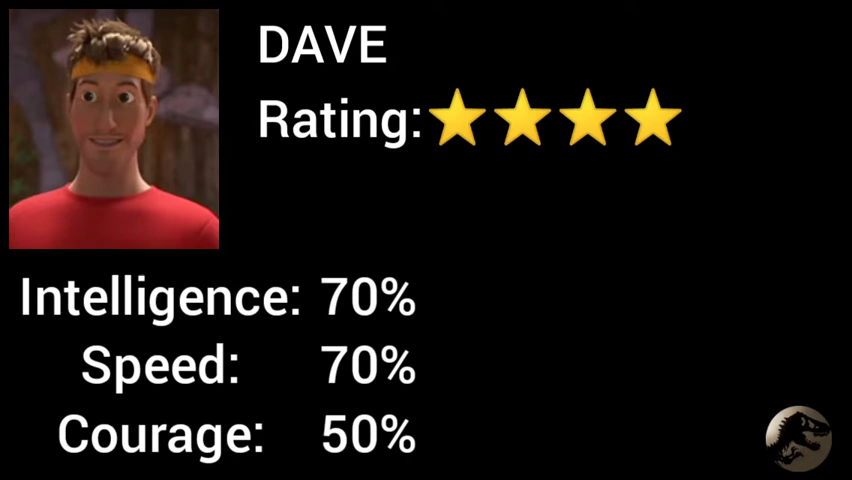 DAVE
Rating:⭐⭐⭐⭐
Intelligence: 70%
Speed: 70%
Courage: 50%